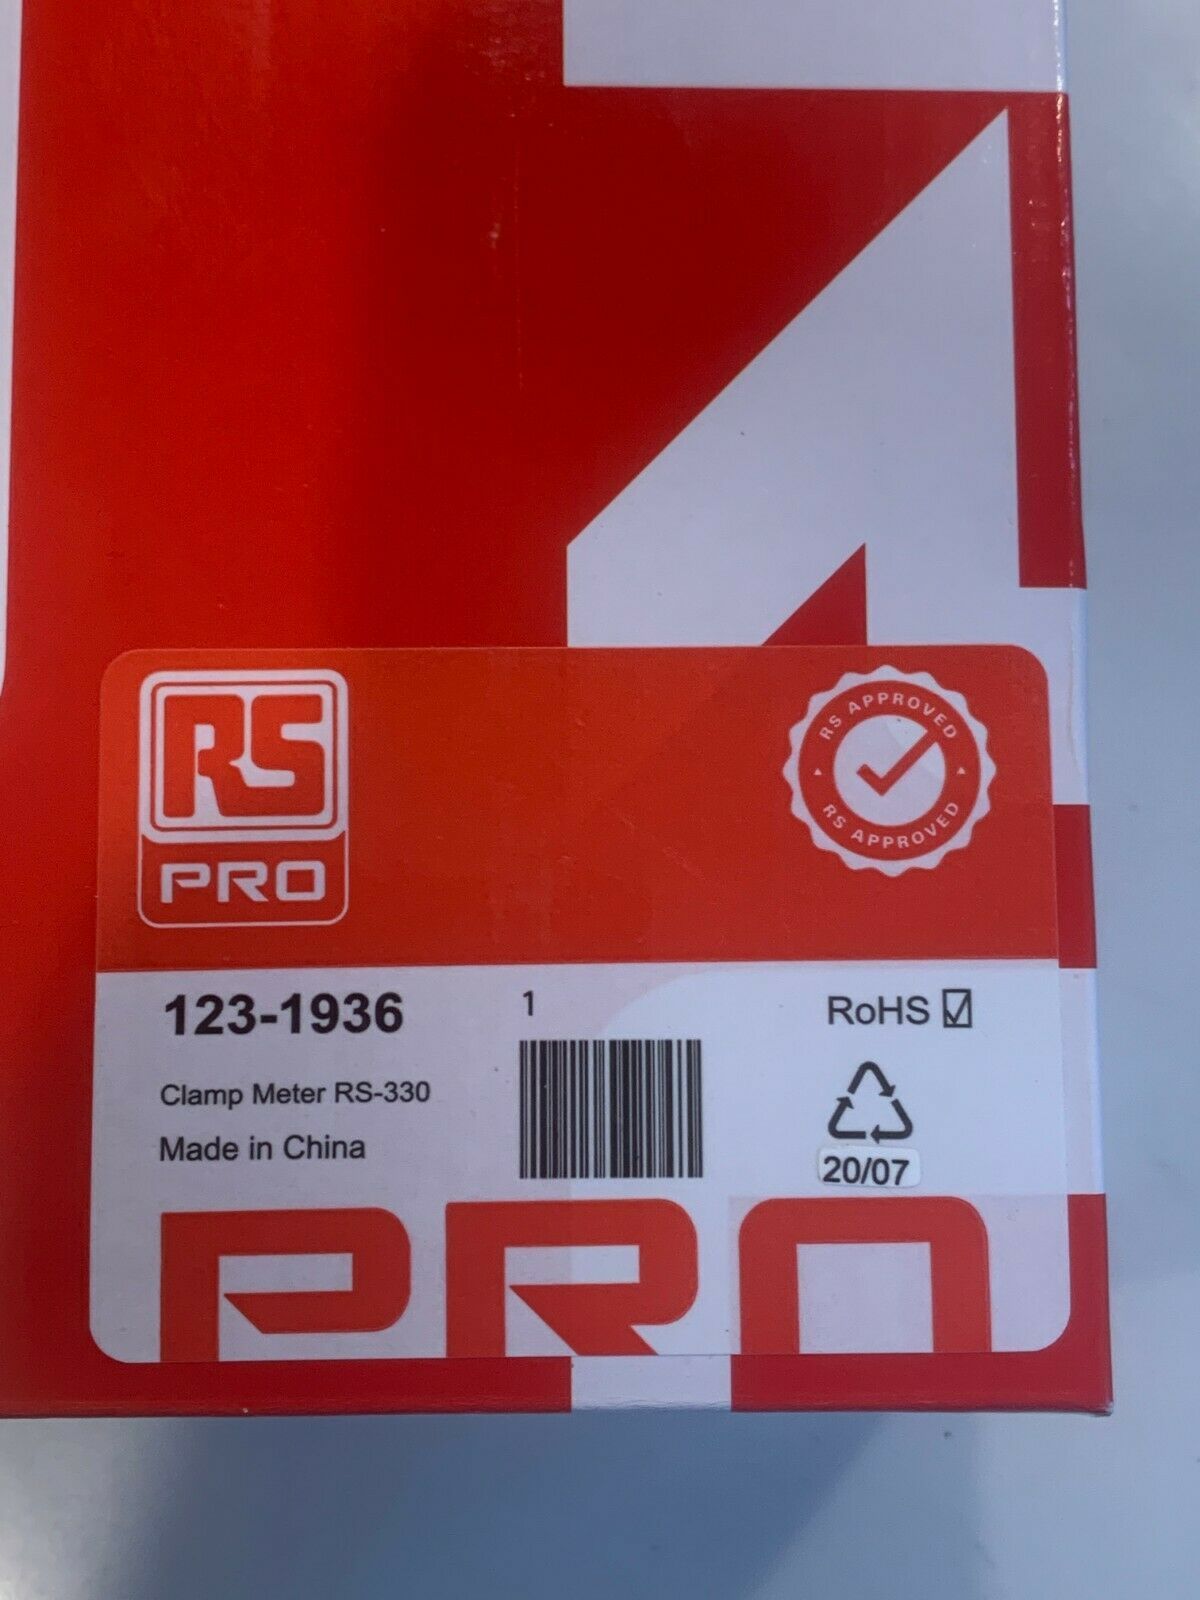 RS
PRO
RS APPROVED
RS APPROVED
123-1936
1
RoHS
Clamp Meter RS-330
Made in China
20/07
PRO